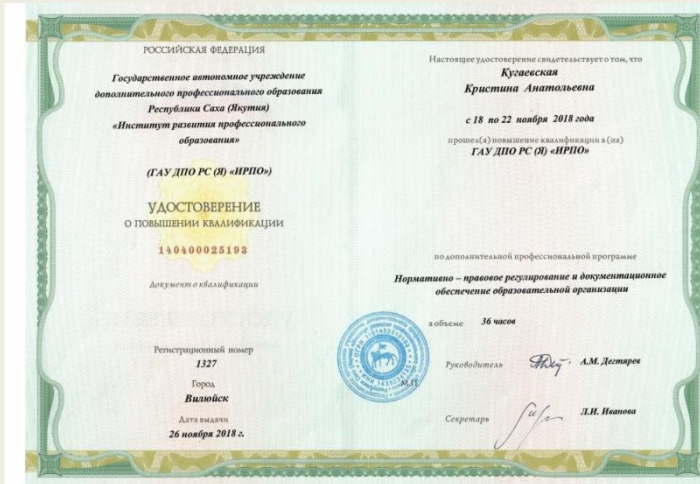 РОССИЙСКАЯ ФЕДЕРАЦИЯ
Государственное автономное учреждение
дополнительного профессионального образования
Республики Саха (Якутия)
«Институт развития профессионального
образования»
(ГАУ ДПО РС (Я) «ИРПО»)
УДОСТОВЕРЕНИЕ
О ПОВЫШЕНИИ КВАЛИФИКАЦИИ
140400025193
Документ о квалификации
Регистрационный номер
1327
Город
Вилюйск
Дата выдачи
26 ноября 2018 г.
Настоящее удостоверение свидетельствует о том, что
Кугаевская
Кристина Анатольевна
с 18 по 22 ноября 2018 года
прошел(а) повышение квалификации в (на)
ГАУ ДПО РС (Я) «ИРПО»
по дополнительной профессиональной программе
Нормативно – правовое регулирование и документационное
обеспечение образовательной организации
в объеме 36 часов
Руководитель А.М. Дегтярев
М.П.
Секретарь Л.И. Иванова